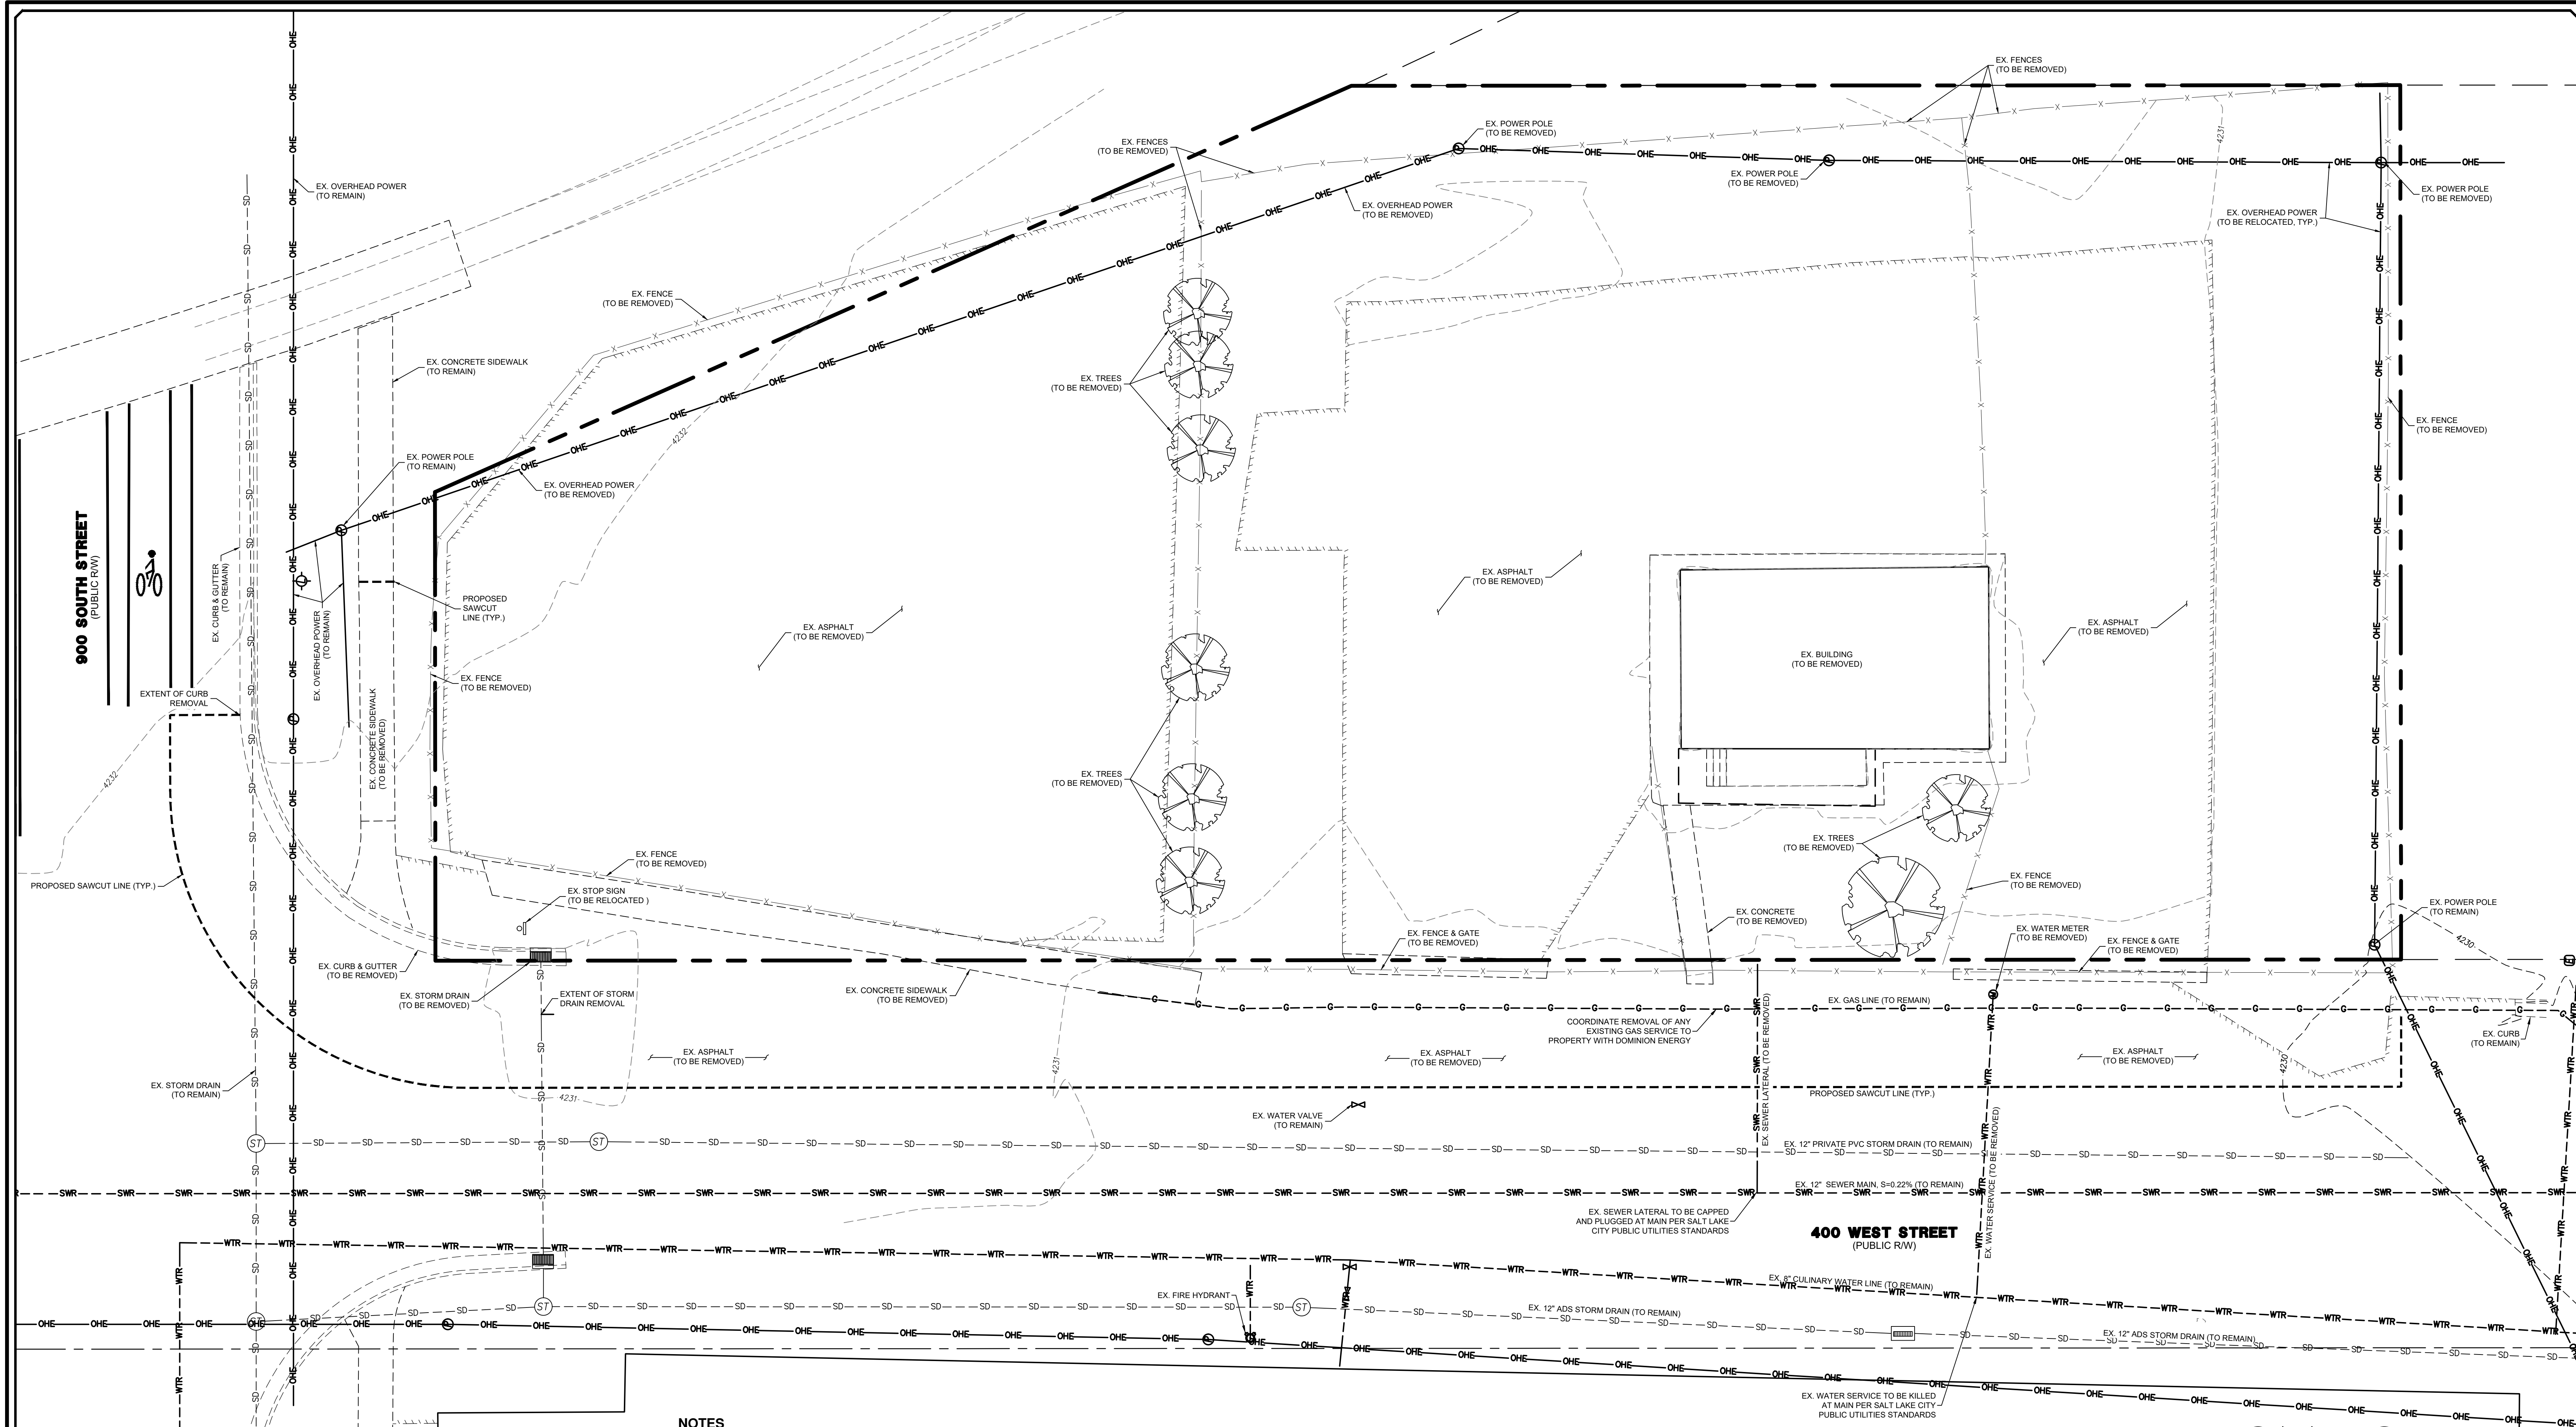 EX. FENCES
(TO BE REMOVED)
EX. POWER POLE
(TO BE REMOVED)
EX. FENCES
(TO BE REMOVED)
EX. POWER POLE
(TO BE REMOVED)
EX. OVERHEAD POWER
(TO REMAIN)
EX. OVERHEAD POWER
(TO BE REMOVED)
EX. POWER POLE
(TO BE REMOVED)
EX. OVERHEAD POWER
(TO BE RELOCATED, TYP.)
4231
EX. FENCE
(TO BE REMOVED)
EX. CONCRETE SIDEWALK
(TO REMAIN)
EX. TREES
(TO BE REMOVED)
EX. FENCE
(TO BE REMOVED)
4232
EX. POWER POLE
(TO REMAIN)
EX. OVERHEAD POWER
(TO BE REMOVED)
900 SOUTH STREET
(PUBLIC R/W)
EX. CURB & GUTTER
(TO REMAIN)
EX. OVERHEAD POWER
(TO REMAIN)
PROPOSED
SAWCUT
LINE (TYP.)
EX. ASPHALT
(TO BE REMOVED)
EX. ASPHALT
(TO BE REMOVED)
EX. ASPHALT
(TO BE REMOVED)
EX. BUILDING
(TO BE REMOVED)
EX. FENCE
(TO BE REMOVED)
EXTENT OF CURB
REMOVAL
EX. CONCRETE SIDEWALK
(TO BE REMOVED)
4232
EX. TREES
(TO BE REMOVED)
EX. TREES
(TO BE REMOVED)
PROPOSED SAWCUT LINE (TYP.)
EX. FENCE
(TO BE REMOVED)
EX. STOP SIGN
(TO BE RELOCATED )
EX. FENCE
(TO BE REMOVED)
EX. CONCRETE
(TO BE REMOVED)
EX. POWER POLE
(TO REMAIN)
EX. FENCE & GATE
(TO BE REMOVED)
EX. WATER METER
(TO BE REMOVED)
EX. FENCE & GATE
(TO BE REMOVED)
4230
EX. CURB & GUTTER
(TO BE REMOVED)
EX. STORM DRAIN
(TO BE REMOVED)
EXTENT OF STORM
DRAIN REMOVAL
EX. CONCRETE SIDEWALK
(TO BE REMOVED)
EX. GAS LINE (TO REMAIN)
COORDINATE REMOVAL OF ANY
EXISTING GAS SERVICE TO
PROPERTY WITH DOMINION ENERGY
EX. CURB
(TO REMAIN)
EX. ASPHALT
(TO BE REMOVED)
4231
EX. ASPHALT
(TO BE REMOVED)
EX. SEWER LATERAL (TO BE REMOVED)
EX. ASPHALT
(TO BE REMOVED)
4230
EX. STORM DRAIN
(TO REMAIN)
4231
PROPOSED SAWCUT LINE (TYP.)
EX. WATER VALVE
(TO REMAIN)
EX. 12" PRIVATE PVC STORM DRAIN (TO REMAIN)
EX. WATER SERVICE (TO BE REMOVED)
EX. 12" SEWER MAIN, S=0.22% (TO REMAIN)
EX. SEWER LATERAL TO BE CAPPED
AND PLUGGED AT MAIN PER SALT LAKE
CITY PUBLIC UTILITIES STANDARDS
400 WEST STREET
(PUBLIC R/W)
EX. 8" CULINARY WATER LINE (TO REMAIN)
EX. FIRE HYDRANT
EX. 12" ADS STORM DRAIN (TO REMAIN)
EX. 12" ADS STORM DRAIN (TO REMAIN)
EX. WATER SERVICE TO BE KILLED
AT MAIN PER SALT LAKE CITY
PUBLIC UTILITIES STANDARDS
NOTES